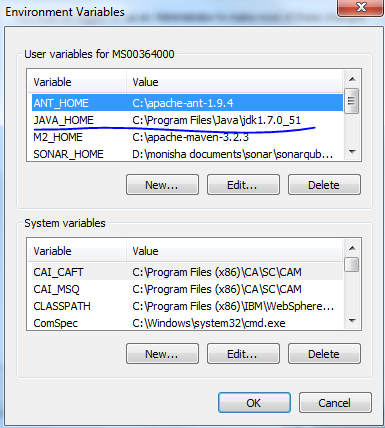 Environment Variables
User variables for MS00364000
Variable Value
ANT_HOME C:\apache-ant-1.9.4
JAVA_HOME C:\Program Files\Java\jdk1.7.0_51
M2_HOME C:\apache-maven-3.2.3
SONAR_HOME D:\monisha documents\sonar\sonarqub...
New... Edit... Delete
System variables
Variable Value
CAI_CAFT C:\Program Files (x86)\CA\SC\CAM
CAI_MSQ C:\Program Files (x86)\CA\SC\CAM
CLASSPATH C:\Program Files (x86)\IBM\WebSphere...
ComSpec C:\Windows\system32\cmd.exe
New... Edit... Delete
OK Cancel